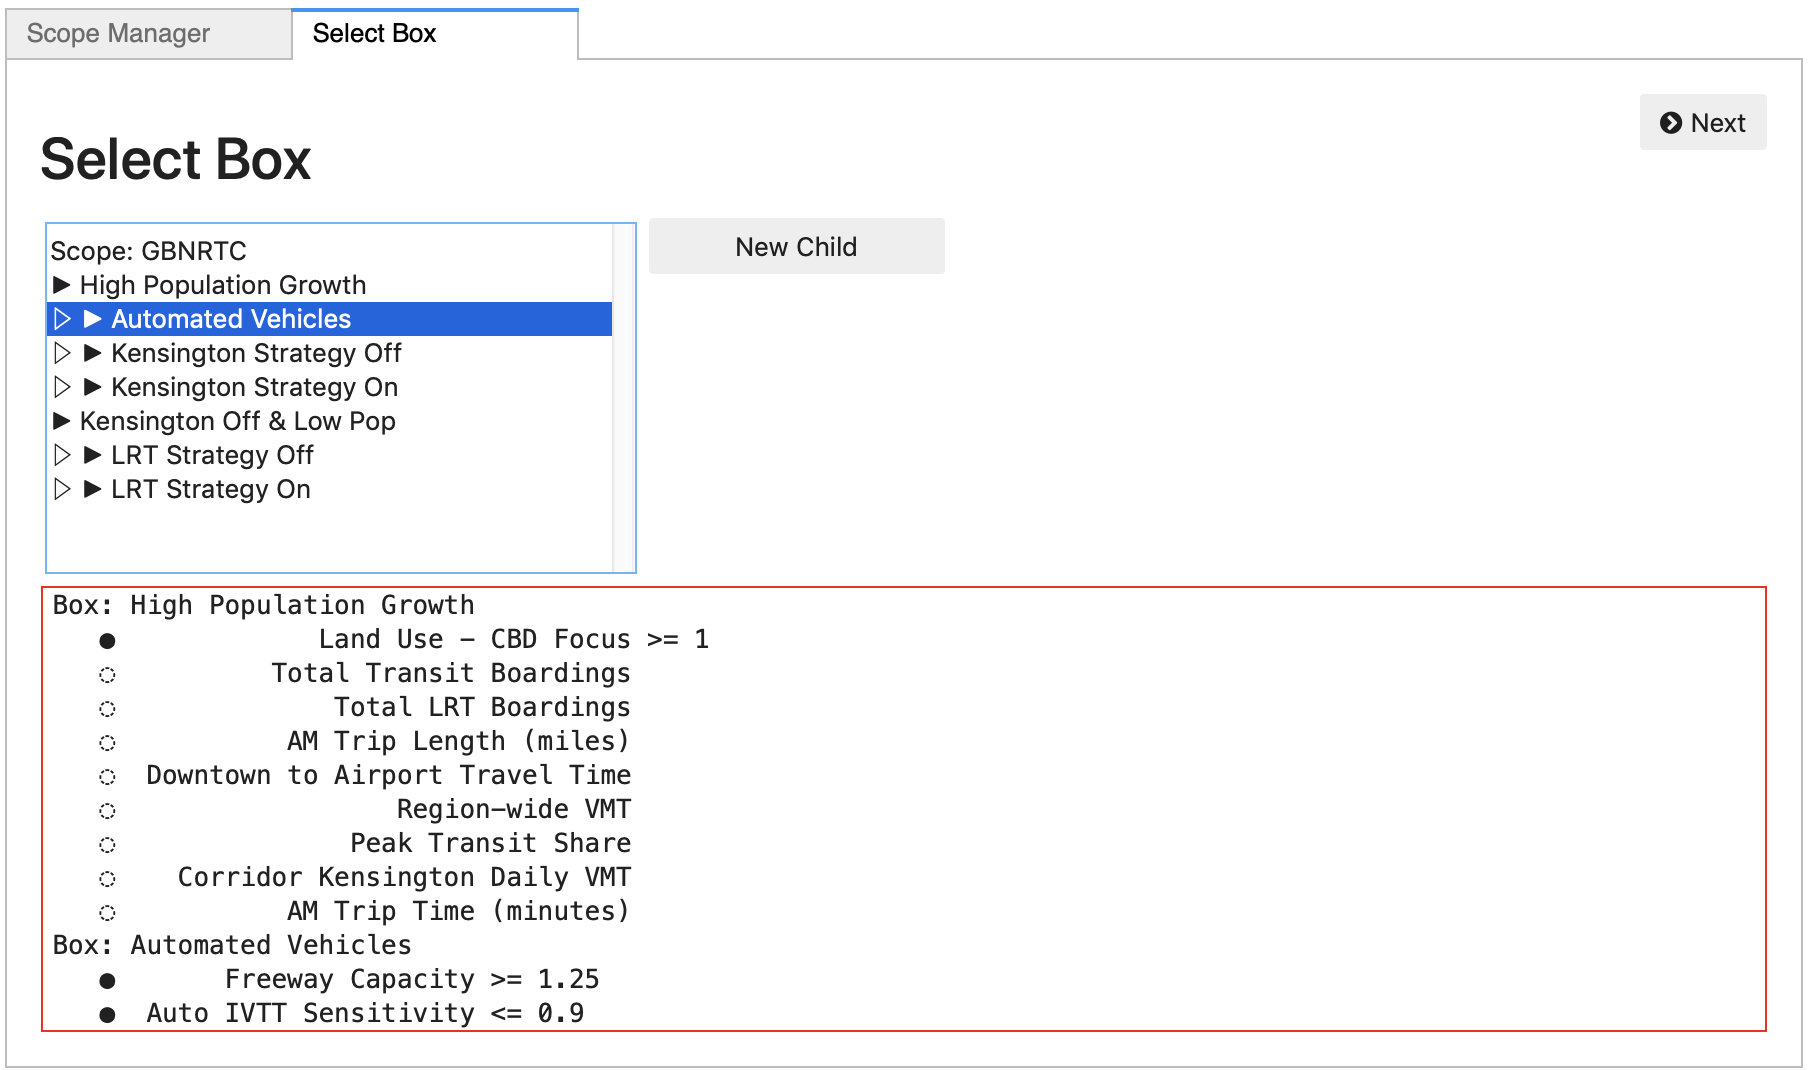 Scope Manager
Select Box
Next
Select Box
New Child
Scope: GBNRTC
▶ High Population Growth
▷ ▶ Automated Vehicles
▷ ▶ Kensington Strategy Off
▷ ▶ Kensington Strategy On
▶ Kensington Off & Low Pop
▷ ▶ LRT Strategy Off
▷ ▶ LRT Strategy On
Box: High Population Growth
● Land Use - CBD Focus >= 1
◌ Total Transit Boardings
◌ Total LRT Boardings
◌ AM Trip Length (miles)
◌ Downtown to Airport Travel Time
◌ Region-wide VMT
◌ Peak Transit Share
◌ Corridor Kensington Daily VMT
◌ AM Trip Time (minutes)
Box: Automated Vehicles
● Freeway Capacity >= 1.25
● Auto IVTT Sensitivity <= 0.9